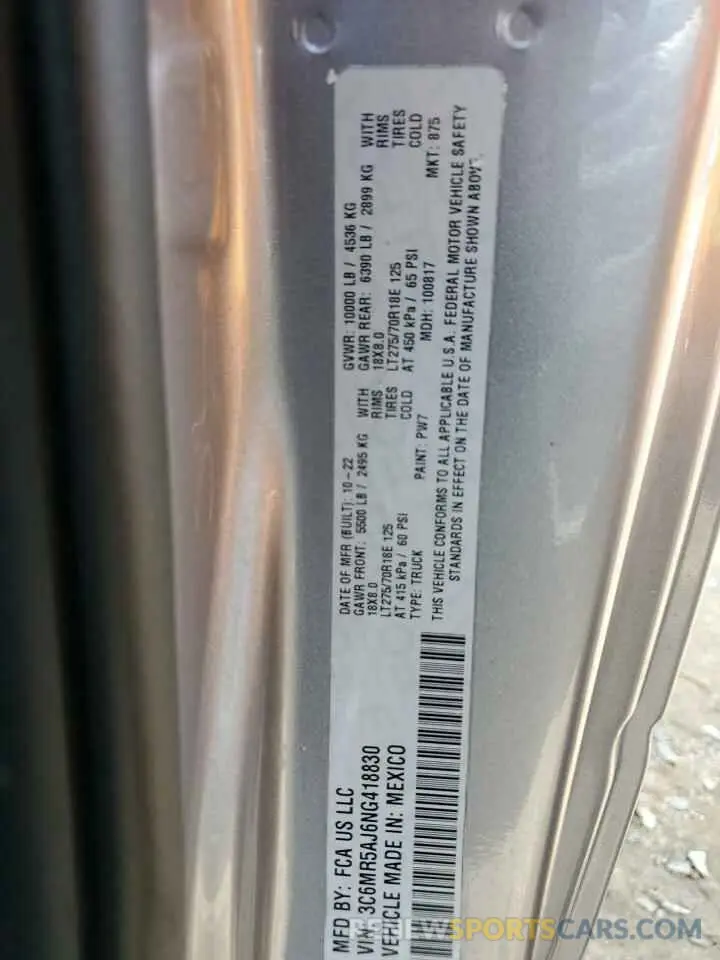 MFD BY: FCA US LLC
VIN: 3C6MR5AJ6NG418830
VEHICLE MADE IN: MEXICO
DATE OF MFR (BUILT): 10-22 GVWR: 10000 LB / 4536 KG
GAWR FRONT: 5500 LB / 2495 KG WITH GAWR REAR: 6390 LB / 2899 KG WITH
18X8.0 RIMS 18X8.0 RIMS
LT275/70R18E 125 TIRES LT275/70R18E 125 TIRES
AT 415 kPa / 60 PSI COLD AT 450 kPa / 65 PSI COLD
TYPE: TRUCK PAINT: PW7 MDH: 100817 MKT: 875
THIS VEHICLE CONFORMS TO ALL APPLICABLE U.S.A. FEDERAL MOTOR VEHICLE SAFETY
STANDARDS IN EFFECT ON THE DATE OF MANUFACTURE SHOWN ABOVE.
SPORTSCARS.COM